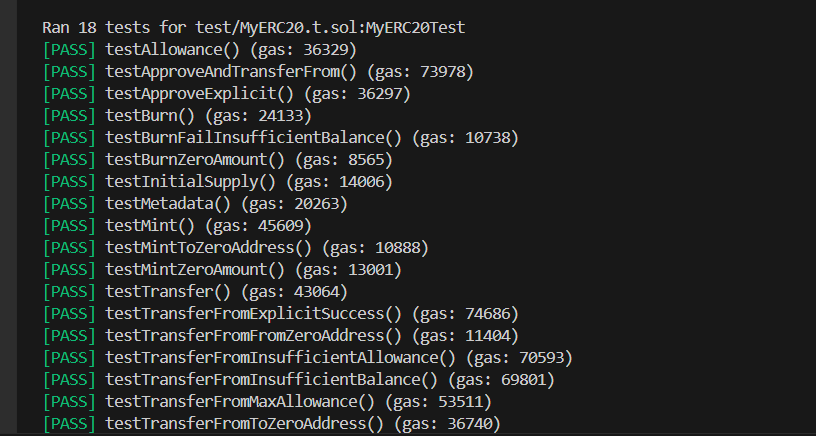 Ran 18 tests for test/MyERC20.t.sol:MyERC20Test
[PASS] testAllowance() (gas: 36329)
[PASS] testApproveAndTransferFrom() (gas: 73978)
[PASS] testApproveExplicit() (gas: 36297)
[PASS] testBurn() (gas: 24133)
[PASS] testBurnFailInsufficientBalance() (gas: 10738)
[PASS] testBurnZeroAmount() (gas: 8565)
[PASS] testInitialSupply() (gas: 14006)
[PASS] testMetadata() (gas: 20263)
[PASS] testMint() (gas: 45609)
[PASS] testMintToZeroAddress() (gas: 10888)
[PASS] testMintZeroAmount() (gas: 13001)
[PASS] testTransfer() (gas: 43064)
[PASS] testTransferFromExplicitSuccess() (gas: 74686)
[PASS] testTransferFromFromZeroAddress() (gas: 11404)
[PASS] testTransferFromInsufficientAllowance() (gas: 70593)
[PASS] testTransferFromInsufficientBalance() (gas: 69801)
[PASS] testTransferFromMaxAllowance() (gas: 53511)
[PASS] testTransferFromToZeroAddress() (gas: 36740)